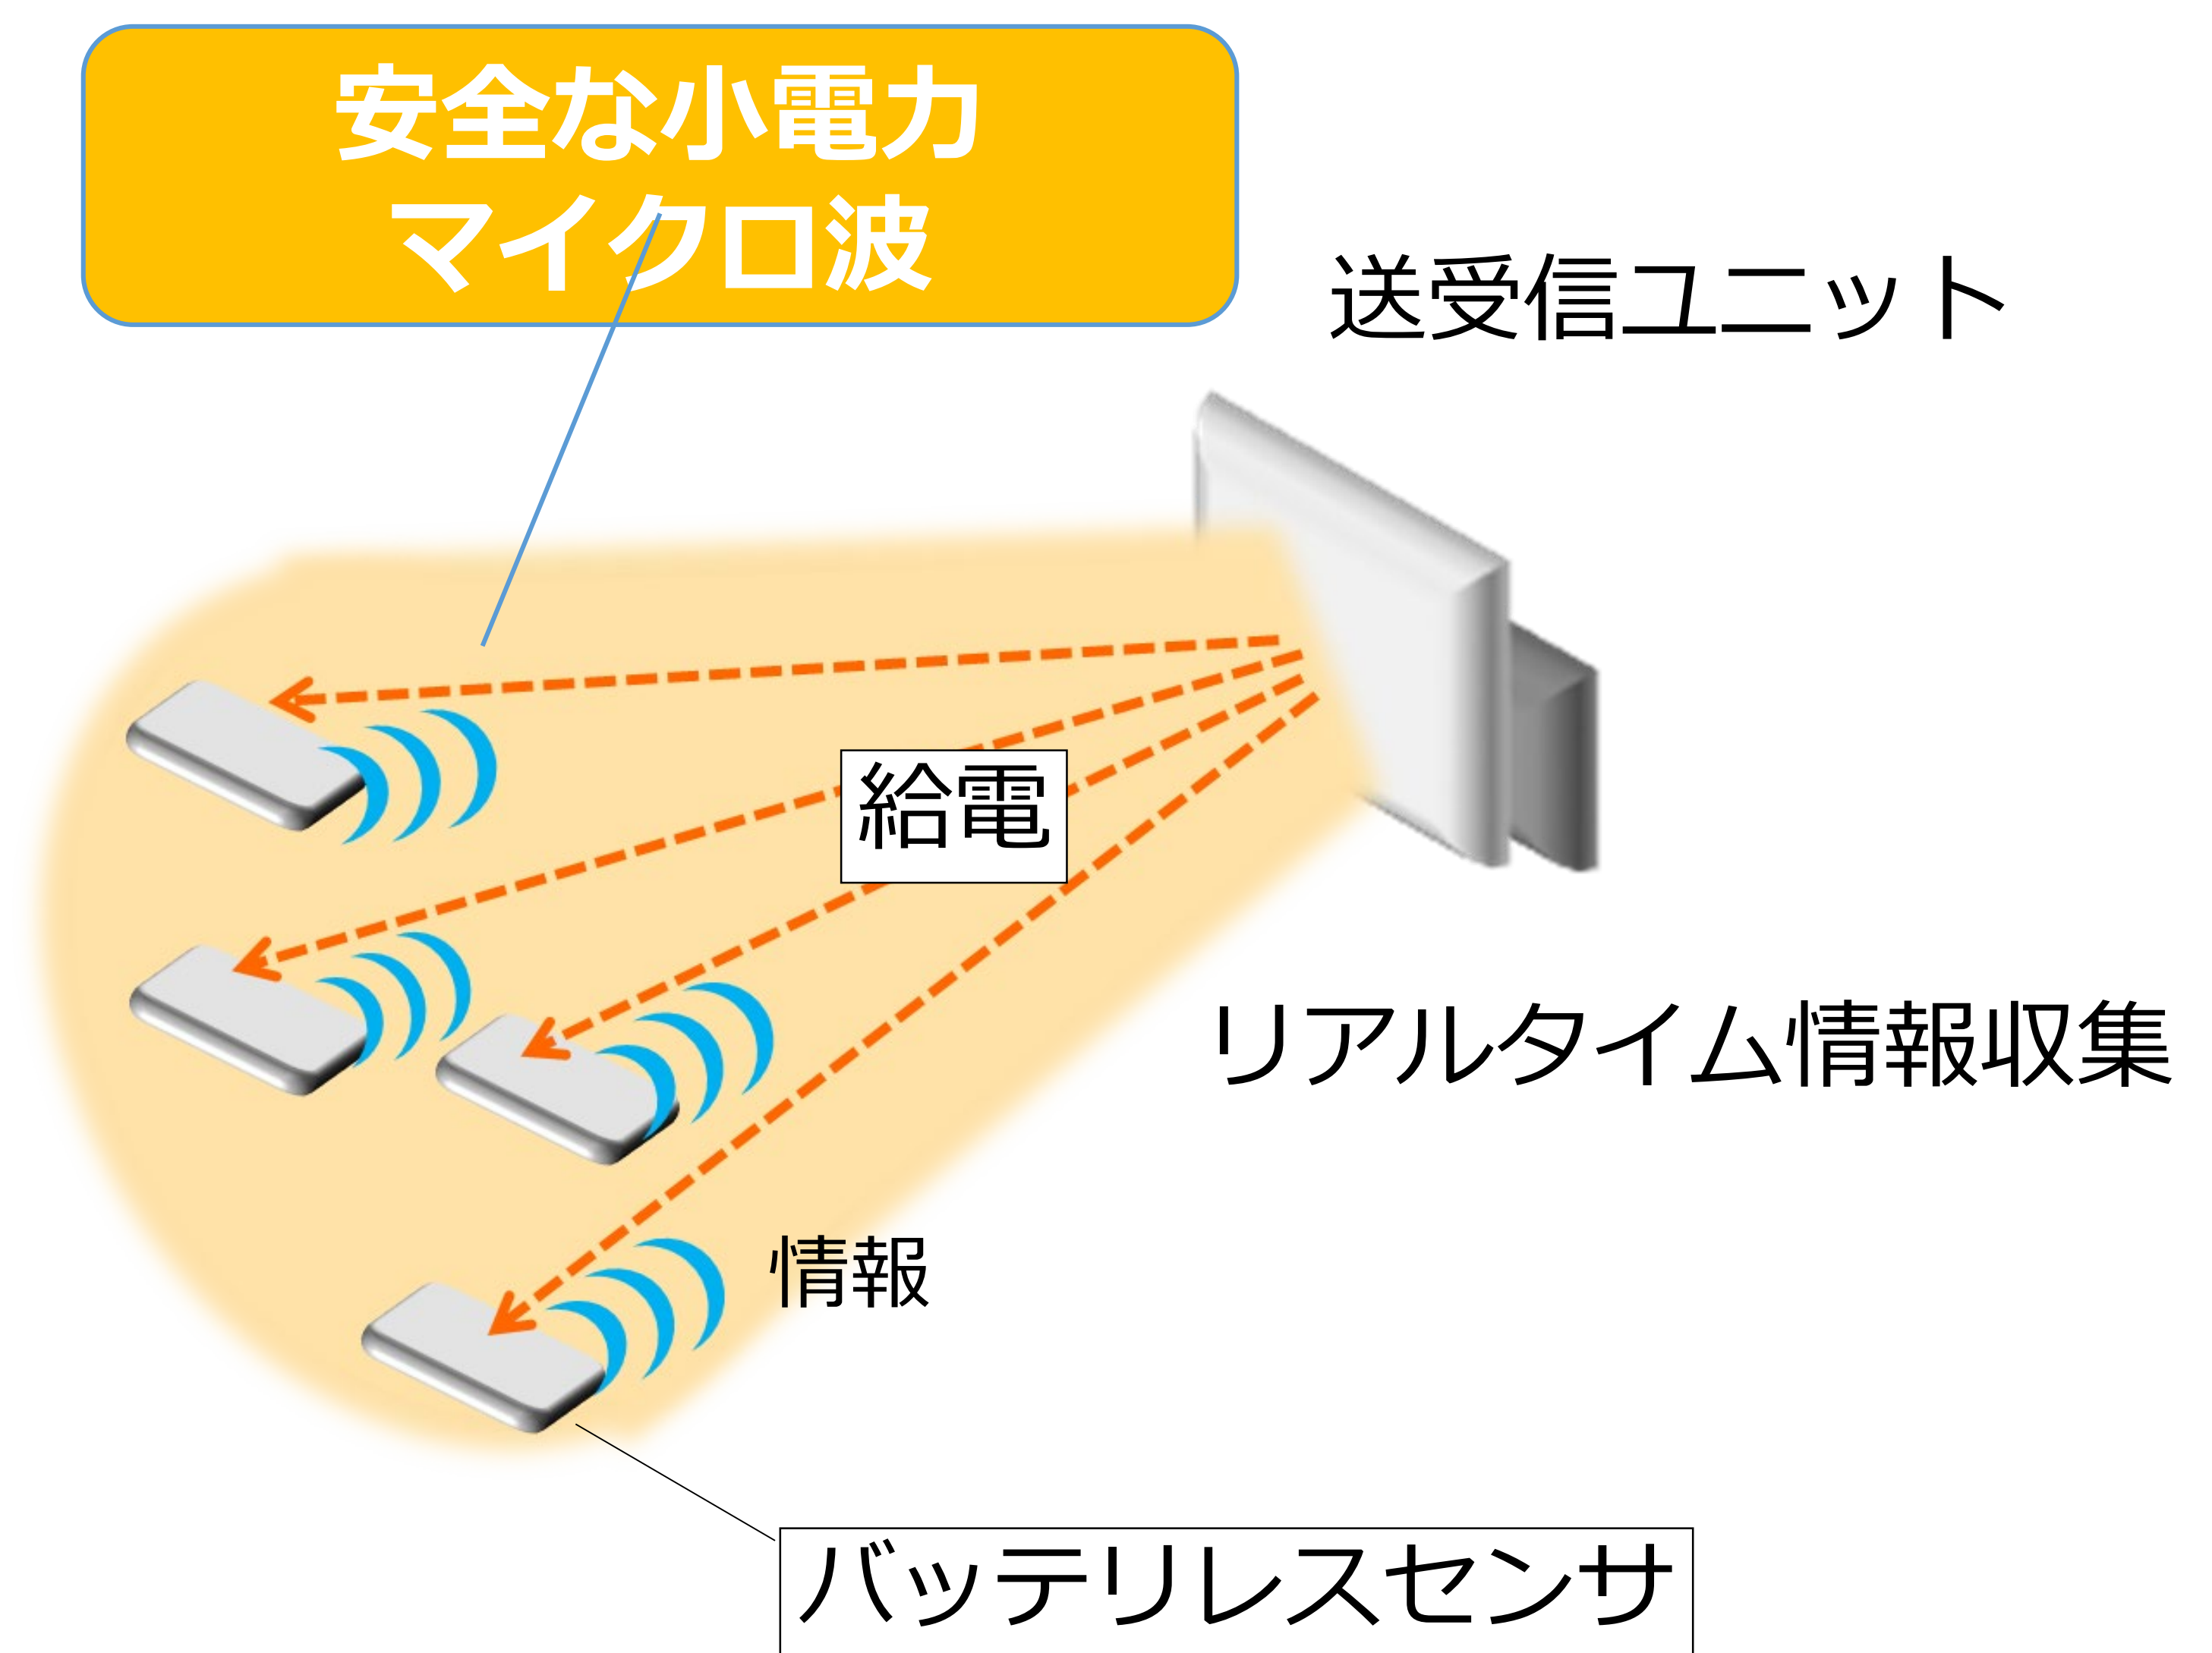 安全な小電力
マイクロ波
送受信ユニット
給電
リアルタイム情報収集
情報
バッテリレスセンサ